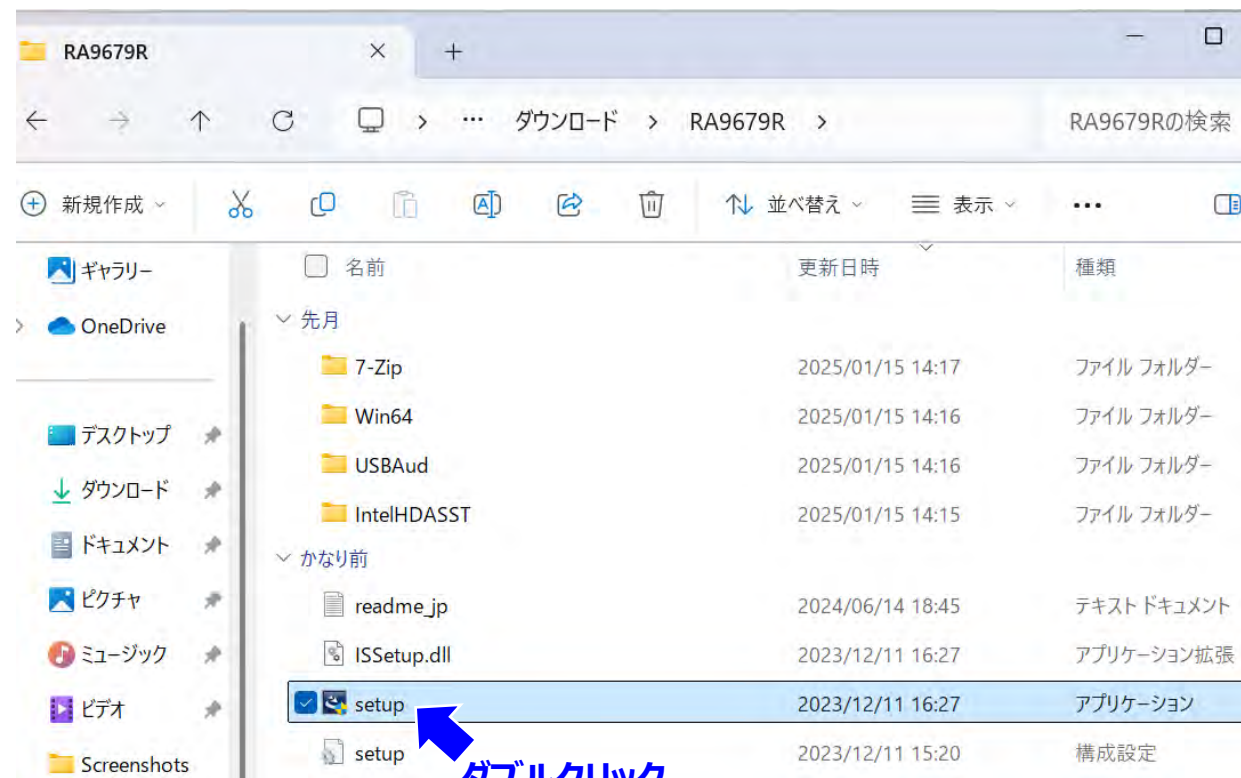 RA9679R
ダウンロード RA9679R RA9679Rの検索
新規作成 並べ替え 表示
名前 更新日時 種類
ギャラリー
OneDrive
デスクトップ
ダウンロード
ドキュメント
ピクチャ
ミュージック
ビデオ
Screenshots
先月
7-Zip 2025/01/15 14:17 ファイル フォルダー
Win64 2025/01/15 14:16 ファイル フォルダー
USBAud 2025/01/15 14:16 ファイル フォルダー
IntelHDASST 2025/01/15 14:15 ファイル フォルダー
かなり前
readme_jp 2024/06/14 18:45 テキスト ドキュメント
ISSetup.dll 2023/12/11 16:27 アプリケーション拡張
setup 2023/12/11 16:27 アプリケーション
setup 2023/12/11 15:20 構成設定
ダブルクリック